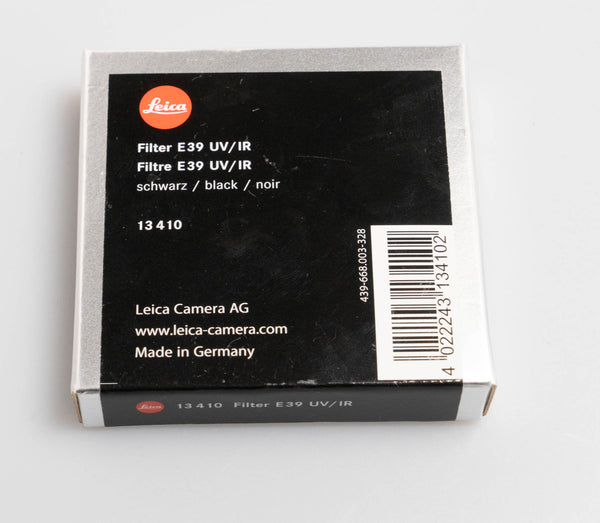 Leica
Filter E39 UV/IR
Filtre E39 UV/IR
schwarz / black / noir
13 410
439-668.003-328
4 022243 134102
Leica Camera AG
www.leica-camera.com
Made in Germany
Leica 13 410 Filter E39 UV/IR